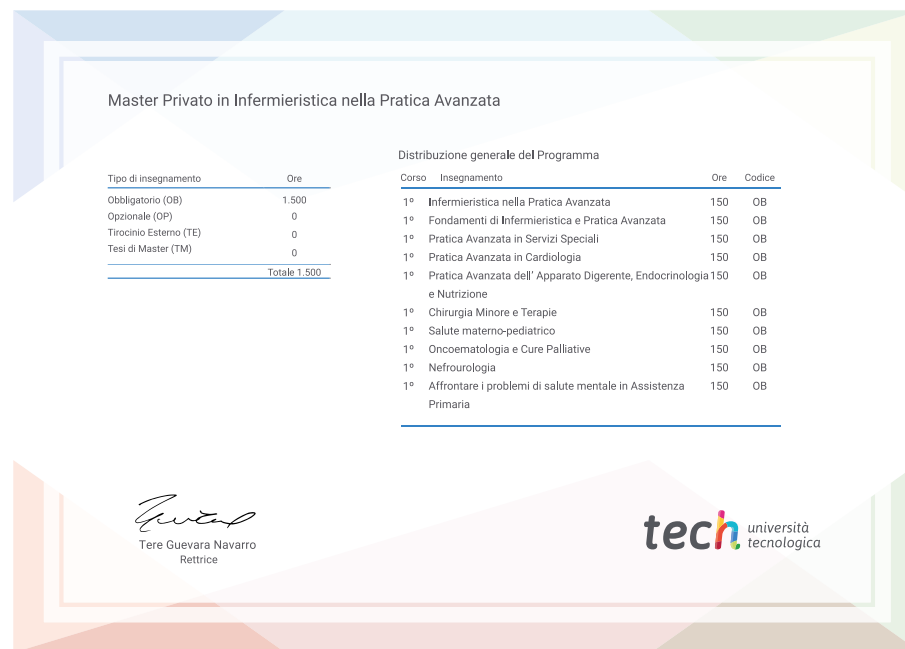 Master Privato in Infermieristica nella Pratica Avanzata
Tipo di insegnamento Ore
Obbligatorio (OB) 1.500
Opzionale (OP) 0
Tirocinio Esterno (TE) 0
Tesi di Master (TM) 0
Totale 1.500
Distribuzione generale del Programma
Corso Insegnamento Ore Codice
1º Infermieristica nella Pratica Avanzata 150 OB
1º Fondamenti di Infermieristica e Pratica Avanzata 150 OB
1º Pratica Avanzata in Servizi Speciali 150 OB
1º Pratica Avanzata in Cardiologia 150 OB
1º Pratica Avanzata dell' Apparato Digerente, Endocrinologia 150 OB
e Nutrizione
1º Chirurgia Minore e Terapie 150 OB
1º Salute materno-pediatrico 150 OB
1º Oncoematologia e Cure Palliative 150 OB
1º Nefrourologia 150 OB
1º Affrontare i problemi di salute mentale in Assistenza 150 OB
Primaria
Tere Guevara Navarro
Rettrice
tech università
tecnologica